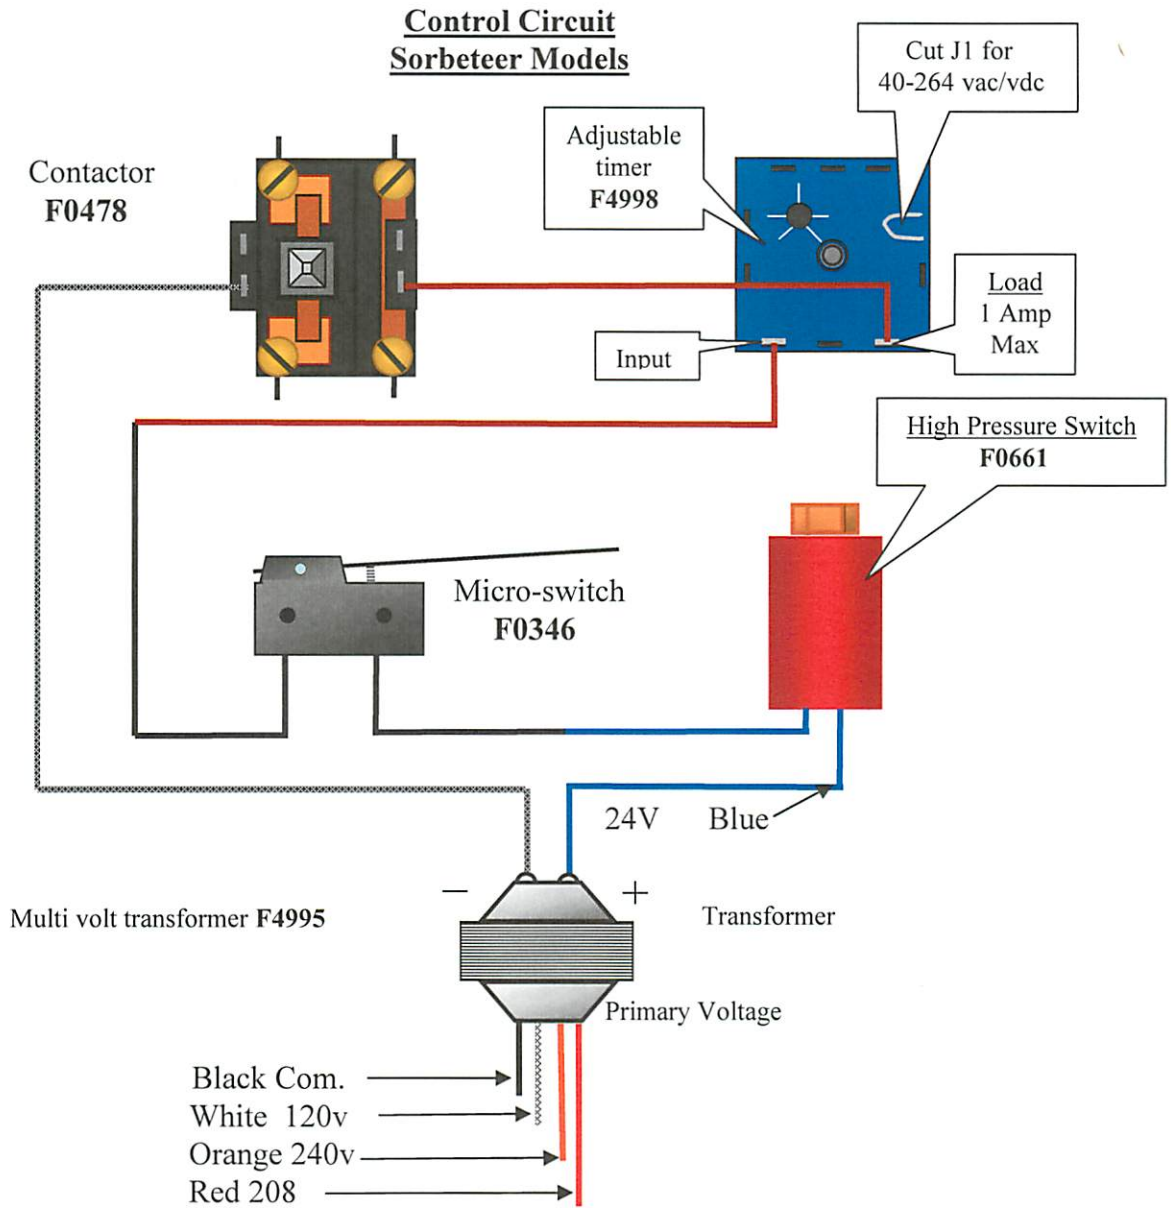 Control Circuit
Sorbeteer Models
Cut J1 for
40-264 vac/vdc
Adjustable
timer
F4998
Contactor
F0478
Load
1 Amp
Max
Input
High Pressure Switch
F0661
Micro-switch
F0346
24V
Blue
− +
Multi volt transformer F4995
Transformer
Primary Voltage
Black Com.
White 120v
Orange 240v
Red 208